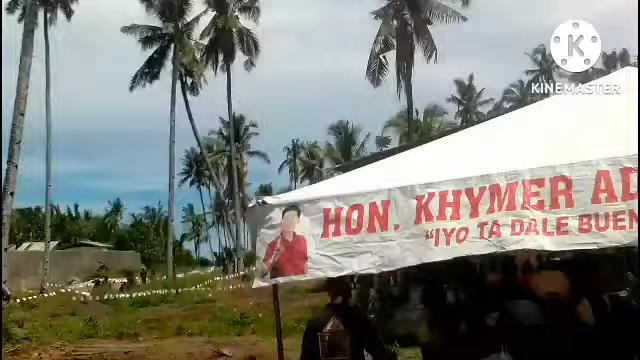 KINEMASTER
HON. KHYMER AD
"IYO TA DALE BUEN